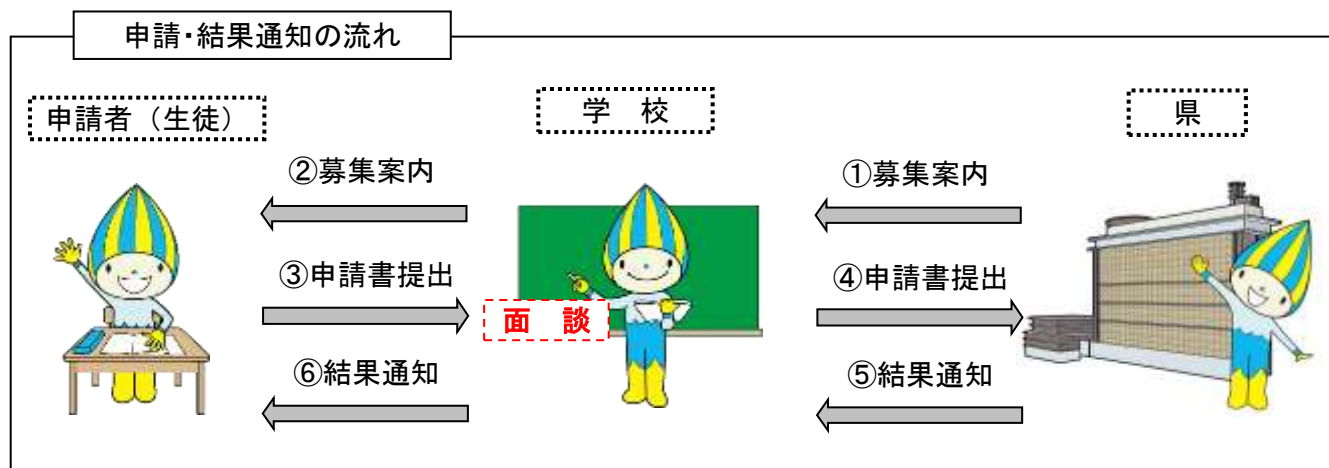 申請・結果通知の流れ
申請者（生徒）
学　校
県
②募集案内
①募集案内
③申請書提出
④申請書提出
面　談
⑥結果通知
⑤結果通知